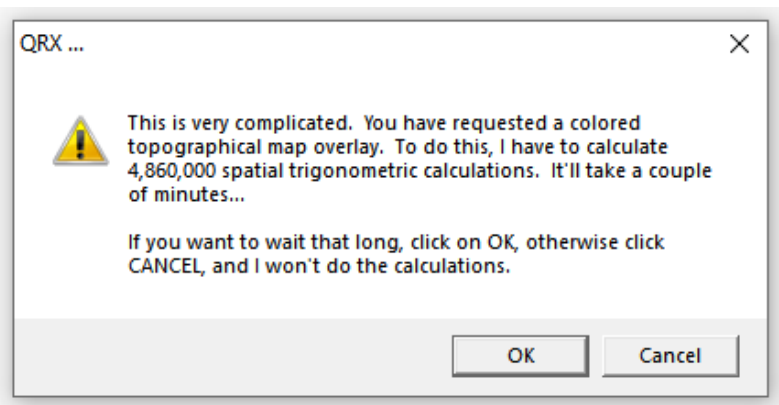 QRX ...
This is very complicated.  You have requested a colored
topographical map overlay.  To do this, I have to calculate
4,860,000 spatial trigonometric calculations.  It'll take a couple
of minutes...
If you want to wait that long, click on OK, otherwise click
CANCEL, and I won't do the calculations.
OK
Cancel